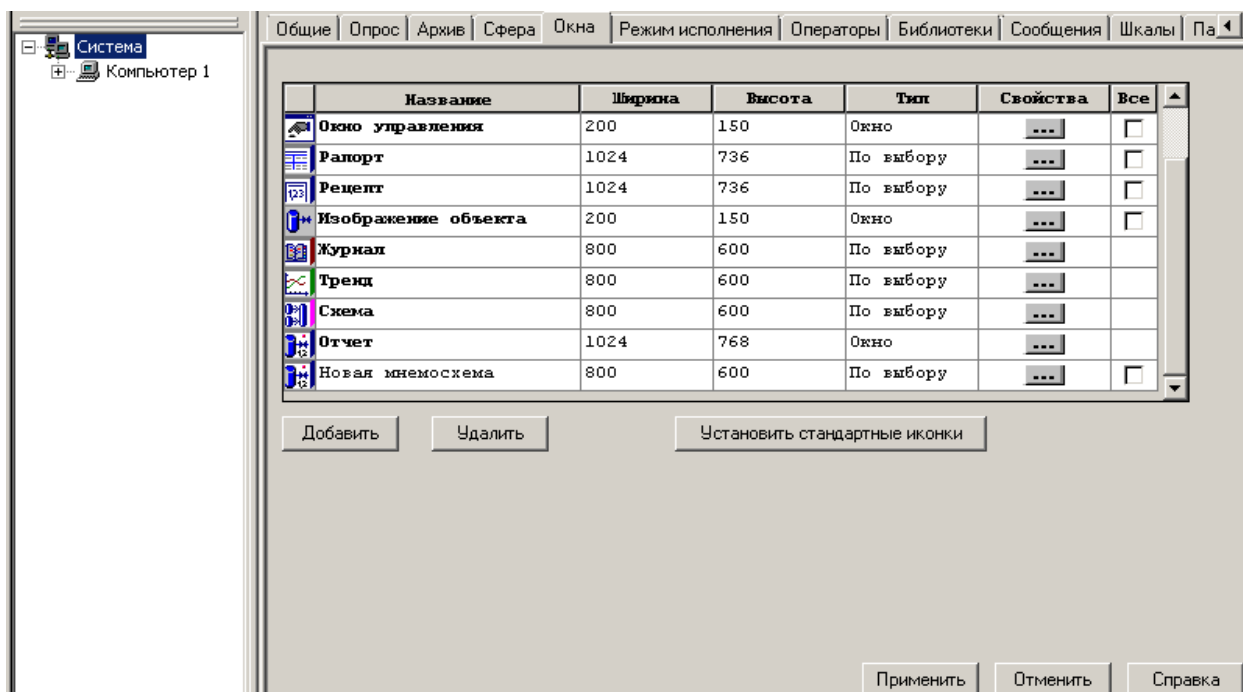 Общие Опрос Архив Сфера Окна Режим исполнения Операторы Библиотеки Сообщения Шкалы Па
Система
Компьютер 1
Название Ширина Высота Тип Свойства Все
Окно управления 200 150 Окно ...
Рапорт 1024 736 По выбору ...
Рецепт 1024 736 По выбору ...
Изображение объекта 200 150 Окно ...
Журнал 800 600 По выбору ...
Тренд 800 600 По выбору ...
Схема 800 600 По выбору ...
Отчет 1024 768 Окно ...
Новая мнемосхема 800 600 По выбору ...
Добавить Удалить Установить стандартные иконки
Применить Отменить Справка